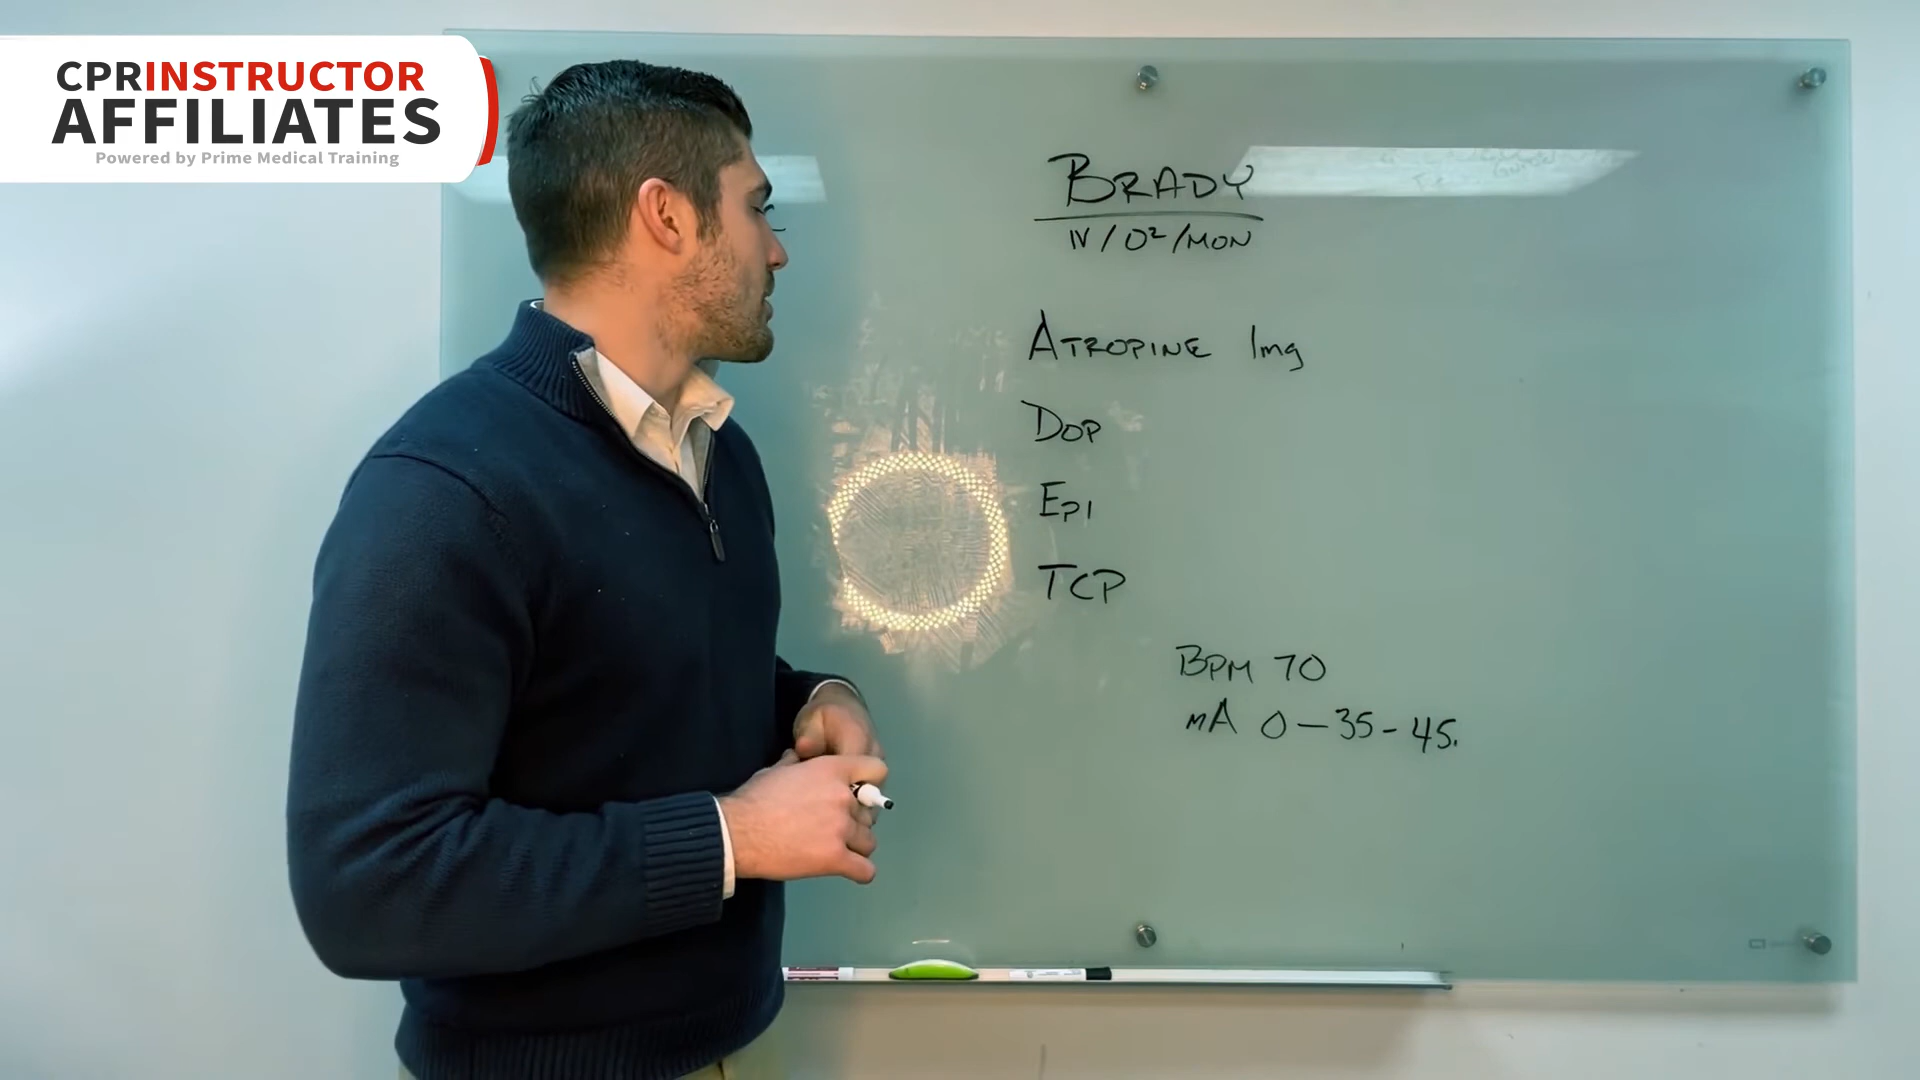 CPRINSTRUCTOR
AFFILIATES
Powered by Prime Medical Training
BRADY
IV / O² / MON
ATROPINE 1mg
DOP
EPI
TCP
BPM 70
mA 0 – 35 - 45.